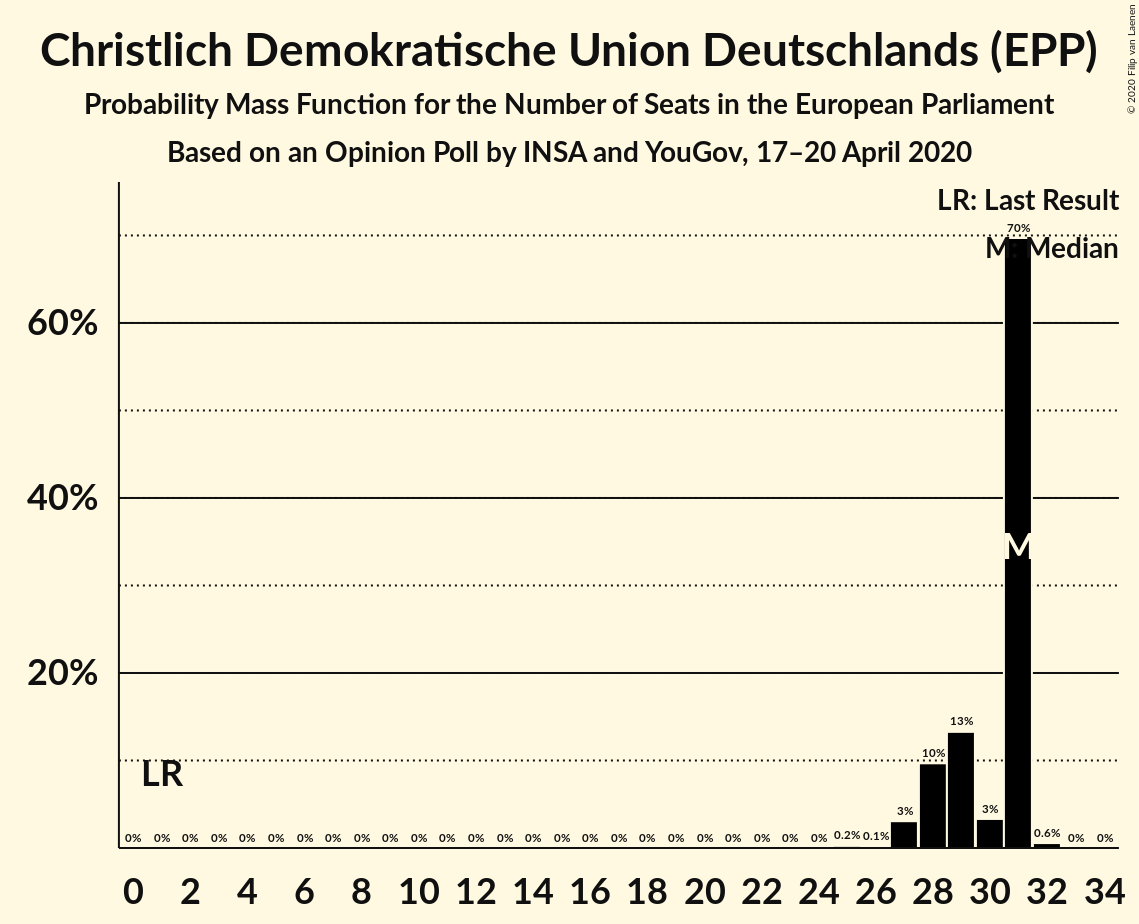 Christlich Demokratische Union Deutschlands (EPP)
Probability Mass Function for the Number of Seats in the European Parliament
Based on an Opinion Poll by INSA and YouGov, 17–20 April 2020
© 2020 Filip van Laenen
LR: Last Result
70%
M: Median
60%
40%
M
20%
13%
10%
LR
3%
3%
0% 0% 0% 0% 0% 0% 0% 0% 0% 0% 0% 0% 0% 0% 0% 0% 0% 0% 0% 0% 0% 0% 0% 0% 0% 0.2% 0.1% 0.6% 0% 0%
0 2 4 6 8 10 12 14 16 18 20 22 24 26 28 30 32 34